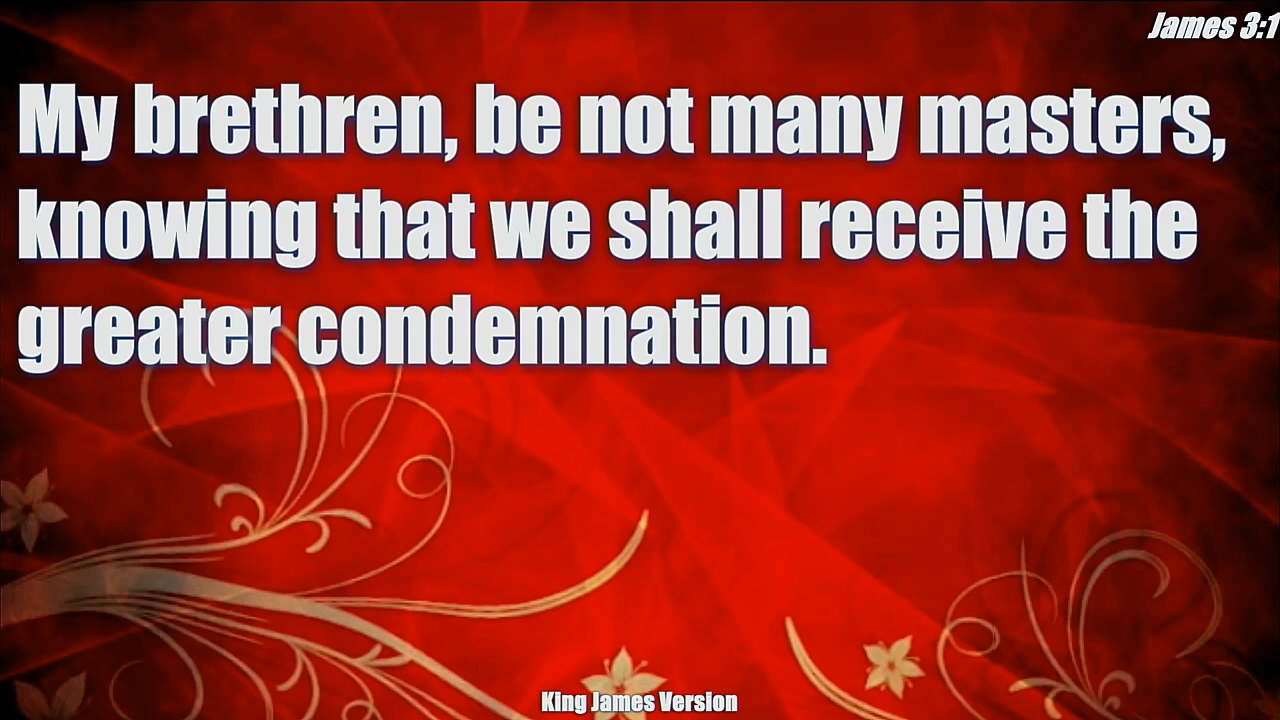 James 3:1
My brethren, be not many masters,
knowing that we shall receive the
greater condemnation.
King James Version